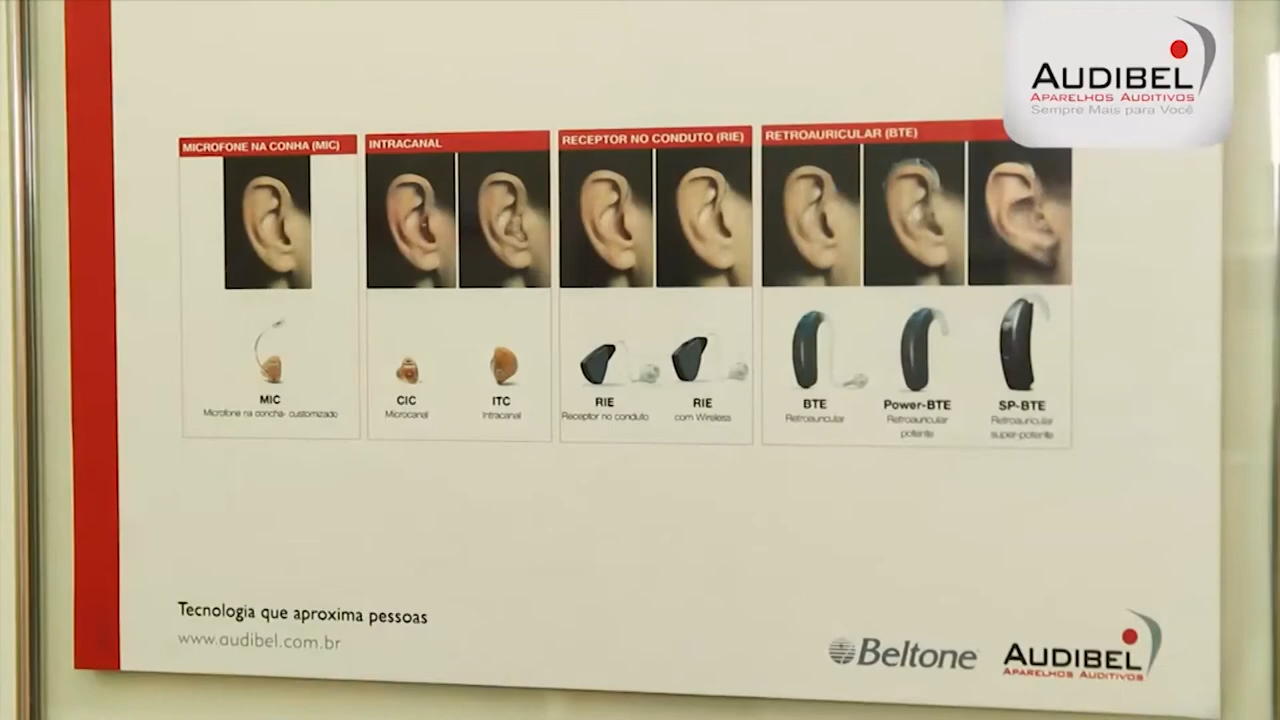 AUDIBEL
APARELHOS AUDITIVOS
Sempre Mais para Você
MICROFONE NA CONHA (MIC)
INTRACANAL
RECEPTOR NO CONDUTO (RIE)
RETROAURICULAR (BTE)
MIC
Microfone na concha- customizado
CIC
Microcanal
ITC
Intracanal
RIE
Receptor no conduto
RIE
com Wireless
BTE
Retroauricular
Power-BTE
Retroauricular
potente
SP-BTE
Retroauricular
super-potente
Tecnologia que aproxima pessoas
www.audibel.com.br
Beltone
AUDIBEL
APARELHOS AUDITIVOS